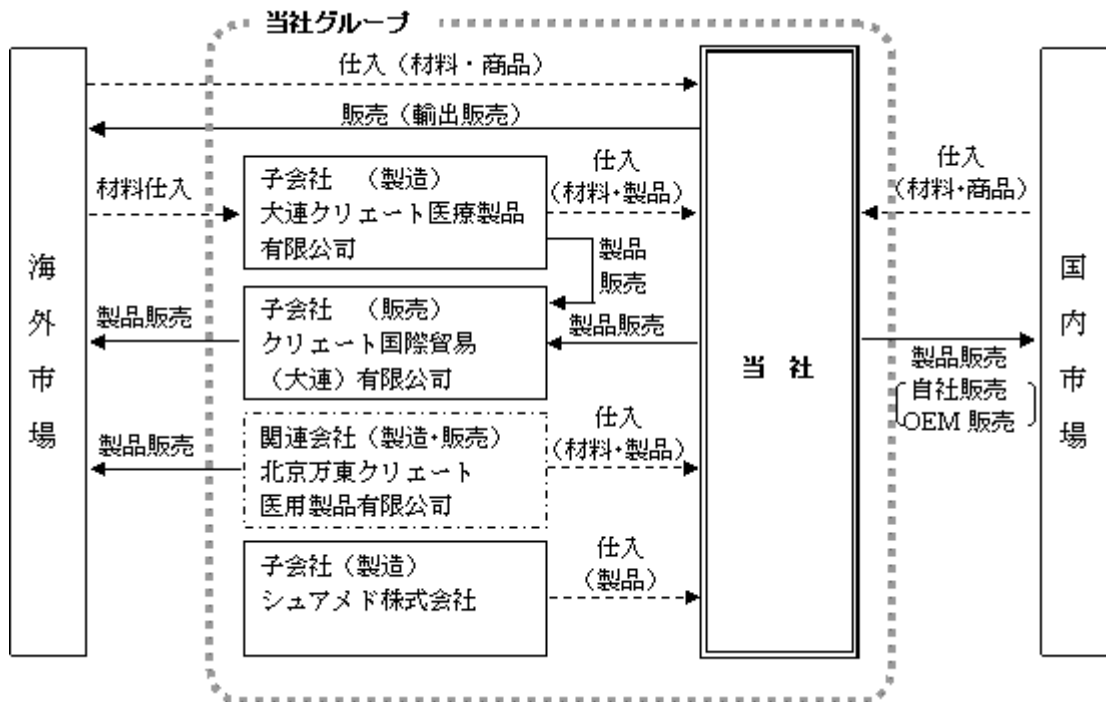 当社グループ
仕入（材料・商品）
販売（輸出販売）
材料仕入
子会社　（製造）
大連クリエート医療製品
有限公司
仕入
（材料・製品）
製品
販売
仕入
（材料・商品）
海外市場
製品販売
子会社　（販売）
クリエート国際貿易
（大連）有限公司
製品販売
当　社
製品販売
自社販売
OEM 販売
国内市場
製品販売
関連会社（製造・販売）
北京万東クリエート
医用製品有限公司
仕入
（材料・製品）
子会社（製造）
シュアメド株式会社
仕入
（製品）